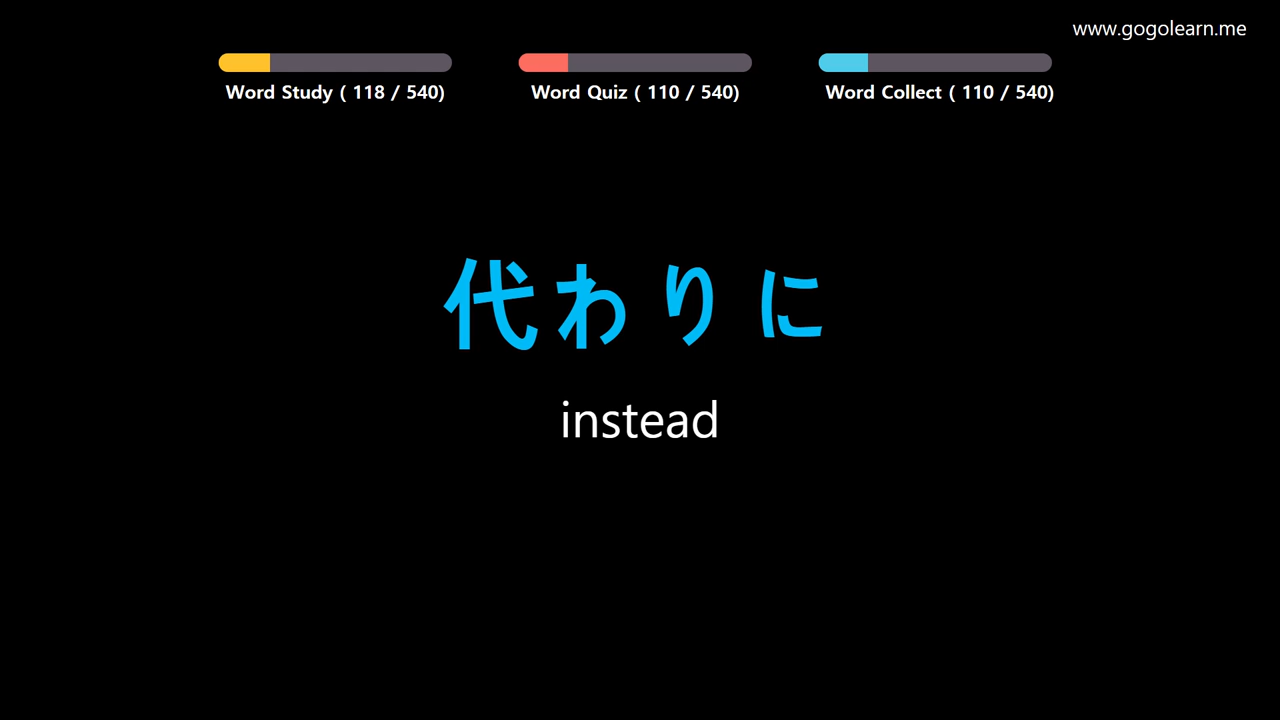 www.gogolearn.me
Word Study ( 118 / 540)
Word Quiz ( 110 / 540)
Word Collect ( 110 / 540)
代わりに
instead